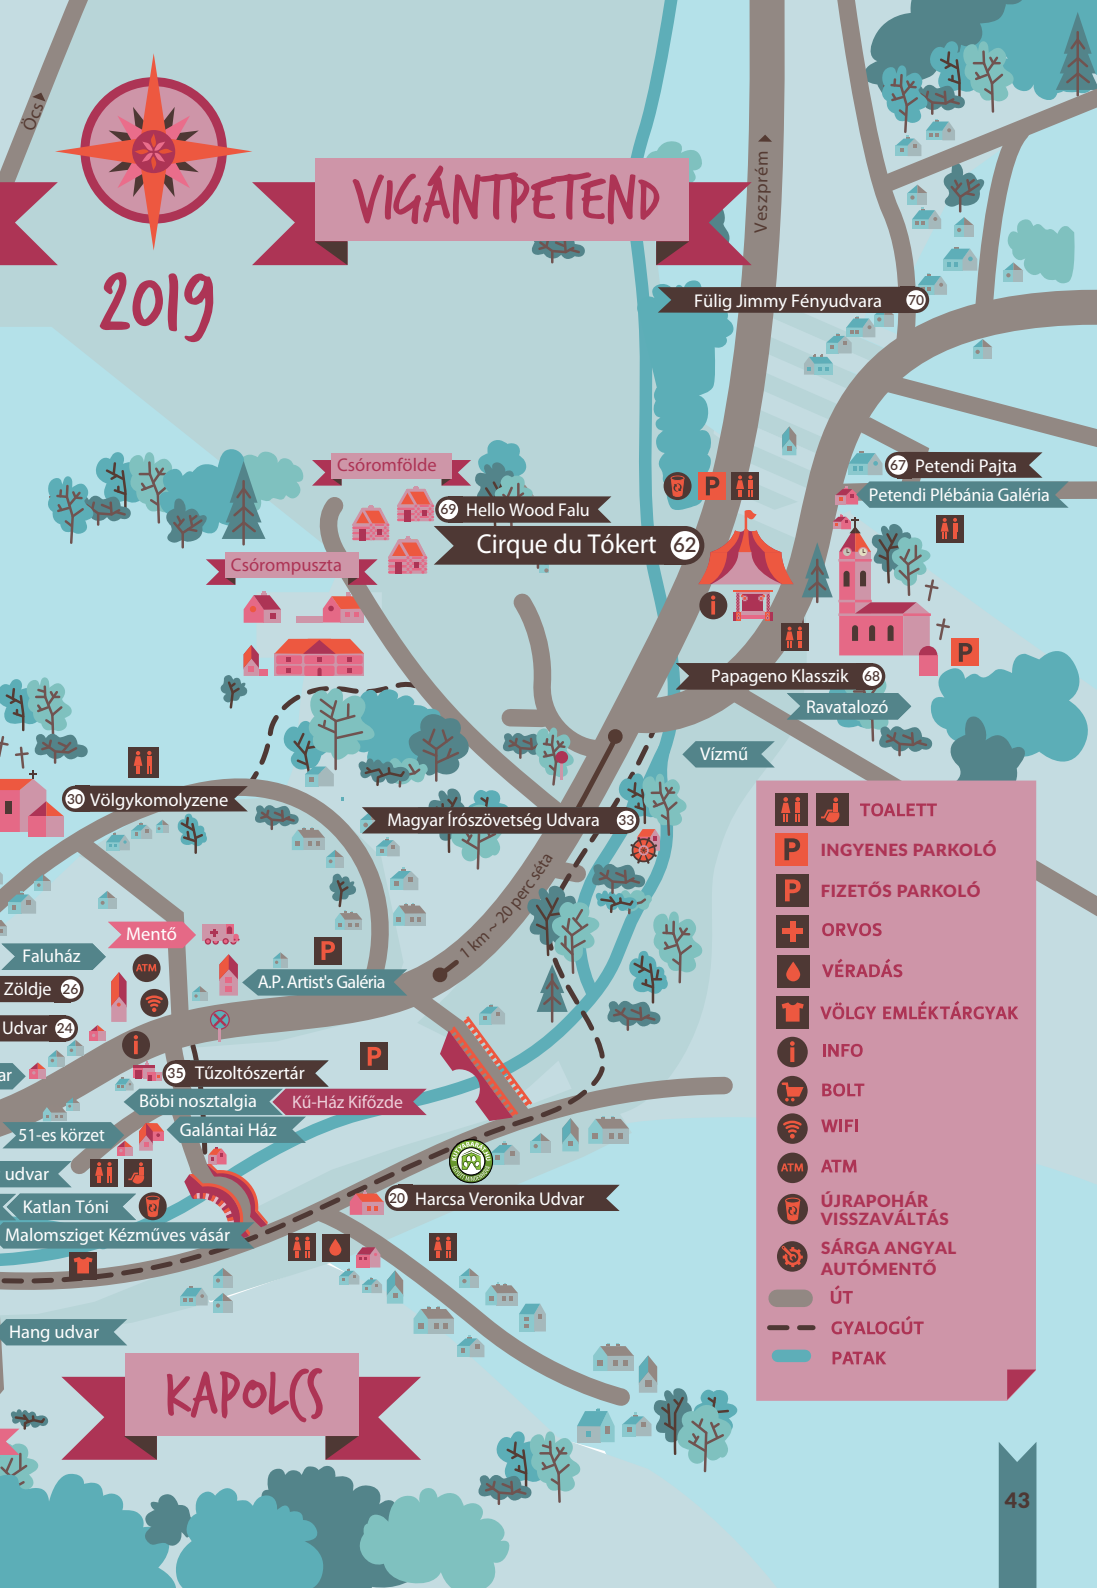 Öcs
VIGÁNTPETEND
Veszprém
2019
Fülig Jimmy Fényudvara 70
Csóromfölde
67 Petendi Pajta
Petendi Plébánia Galéria
69 Hello Wood Falu
P
Cirque du Tókert 62
Csórompuszta
i
P
Papageno Klasszik 68
Ravatalozó
Vízmű
30 Völgykomolyzene
Magyar Írószövetség Udvara 33
1 km ~ 20 perc séta
Mentő
P
Faluház
ATM
A.P. Artist's Galéria
Zöldje 26
Udvar 24
i
P
ar
35 Tűzoltószertár
Böbi nosztalgia
Kű-Ház Kifőzde
51-es körzet
Galántai Ház
udvar
20 Harcsa Veronika Udvar
Katlan Tóni
Malomsziget Kézműves vásár
Hang udvar
KAPOLCS
TOALETT
P INGYENES PARKOLÓ
P FIZETŐS PARKOLÓ
ORVOS
VÉRADÁS
VÖLGY EMLÉKTÁRGYAK
i INFO
BOLT
WIFI
ATM ATM
ÚJRAPOHÁR
VISSZAVÁLTÁS
SÁRGA ANGYAL
AUTÓMENTŐ
ÚT
GYALOGÚT
PATAK
43